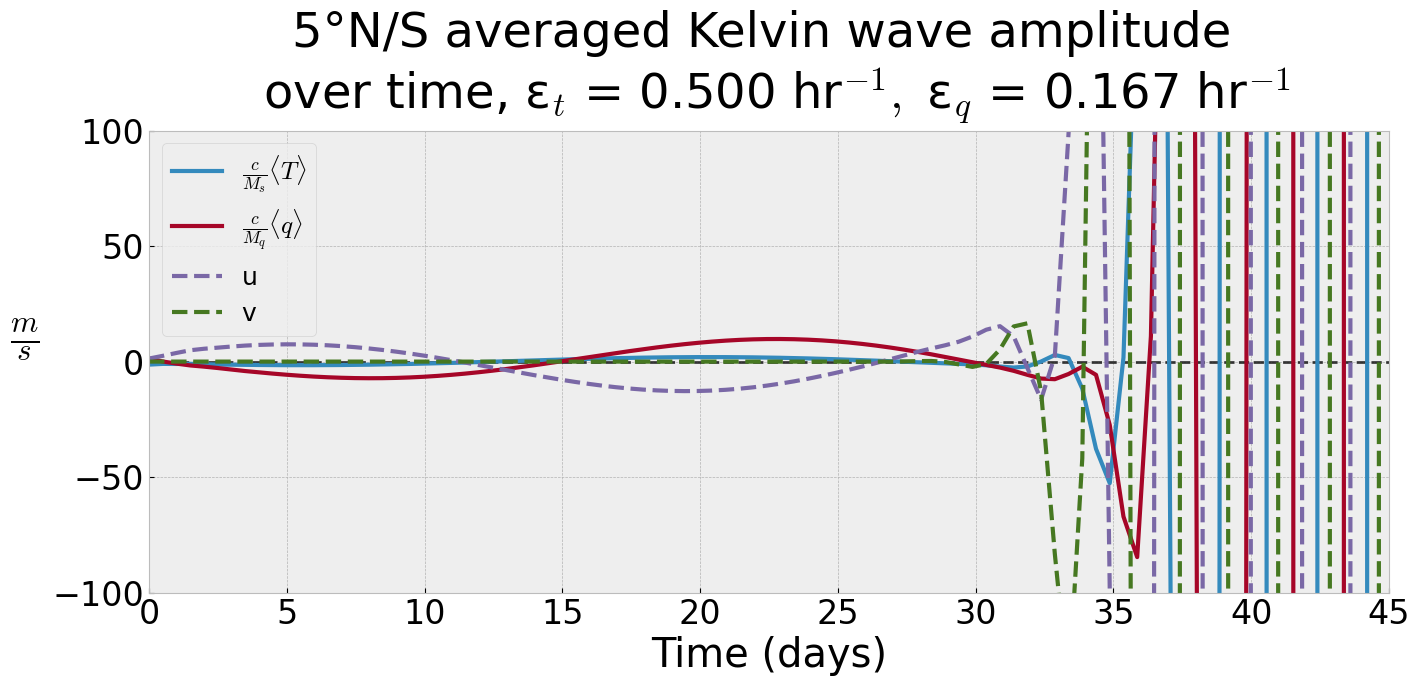 5°N/S averaged Kelvin wave amplitude
over time, ε_t = 0.500 hr⁻¹, ε_q = 0.167 hr⁻¹
100
50
0
−50
−100
m/s
c/M_s ⟨T⟩
c/M_q ⟨q⟩
u
v
0 5 10 15 20 25 30 35 40 45
Time (days)